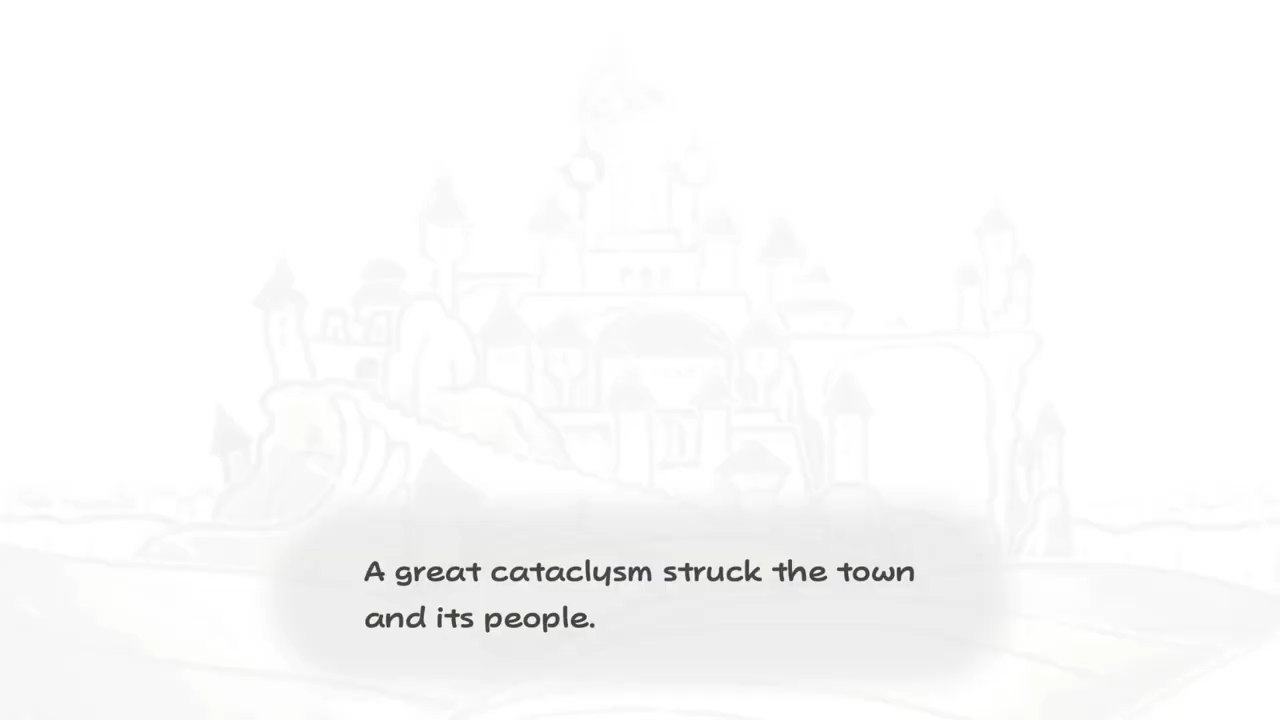 A great cataclysm struck the town
and its people.